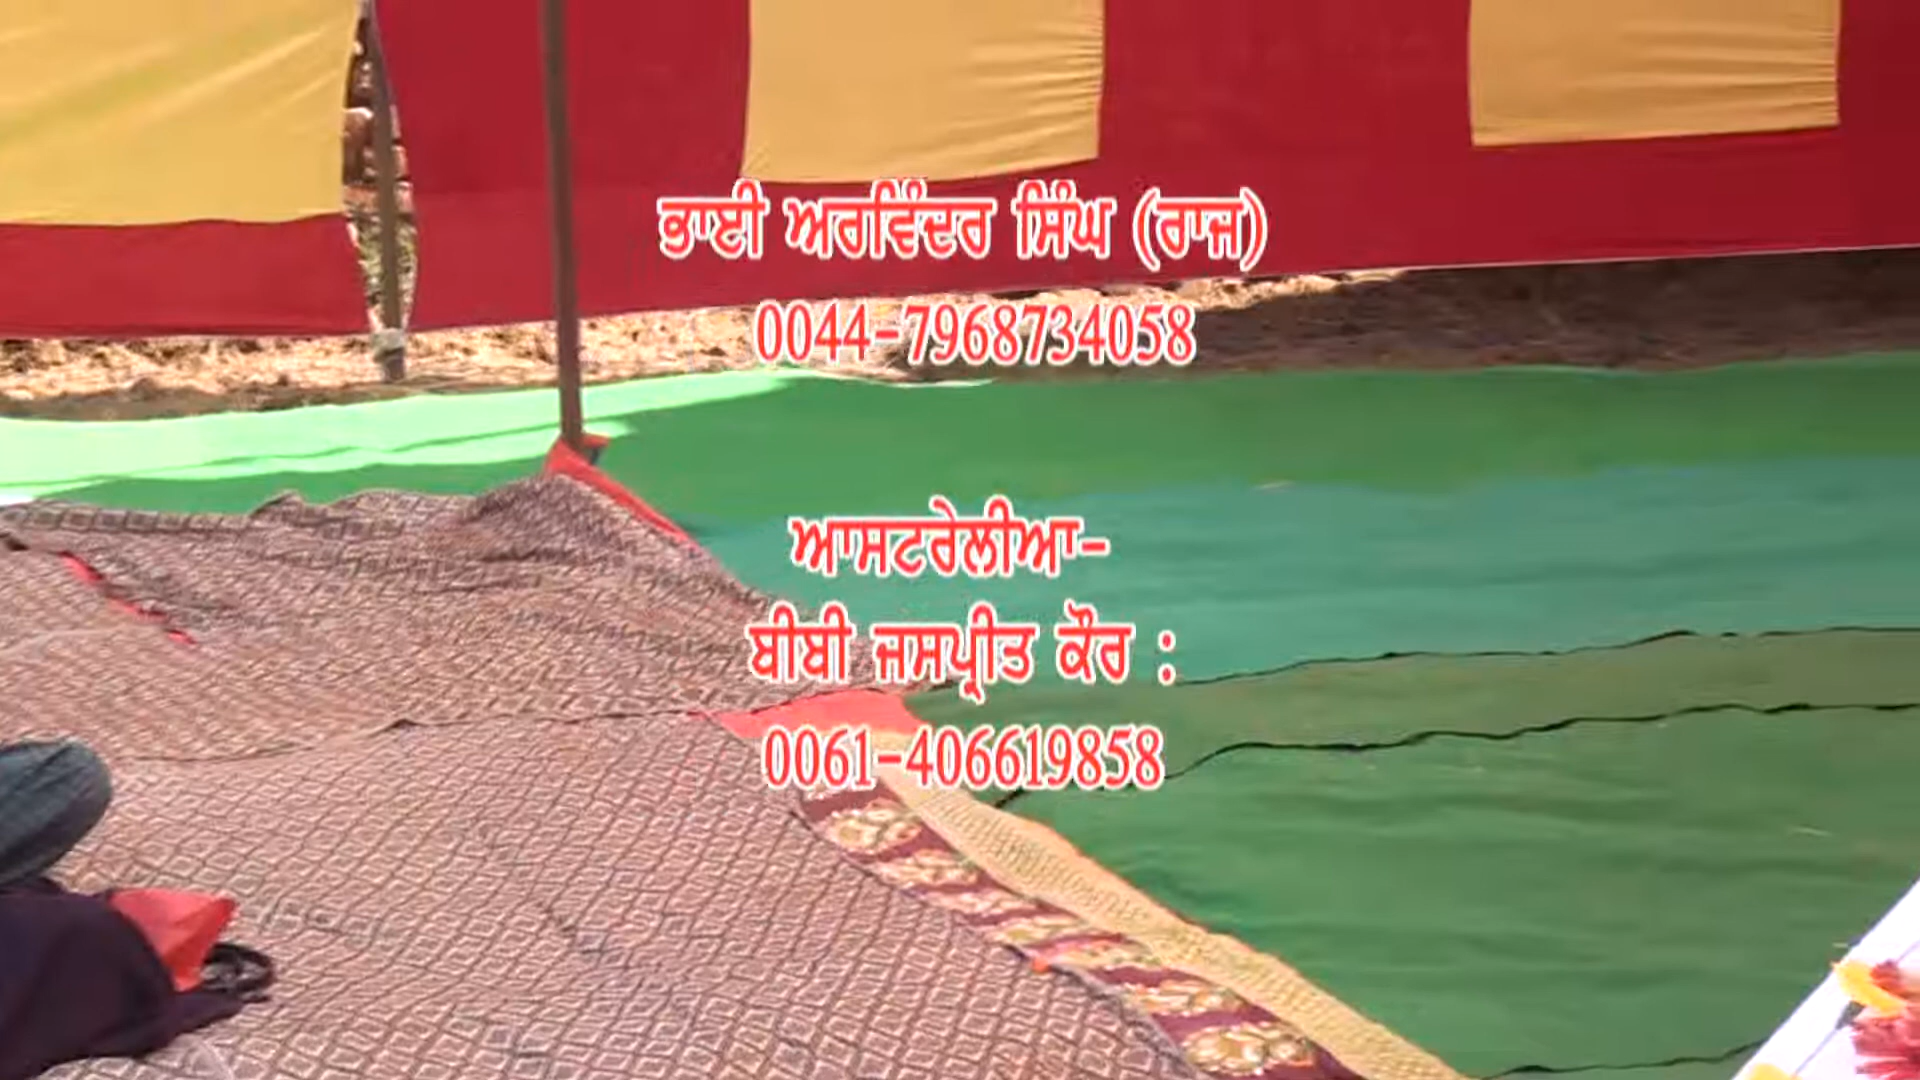 ਭਾਈ ਅਰਵਿੰਦਰ ਸਿੰਘ (ਰਾਜ)
0044-7968734058
ਆਸਟਰੇਲੀਆ-
ਬੀਬੀ ਜਸਪ੍ਰੀਤ ਕੌਰ :
0061-406619858